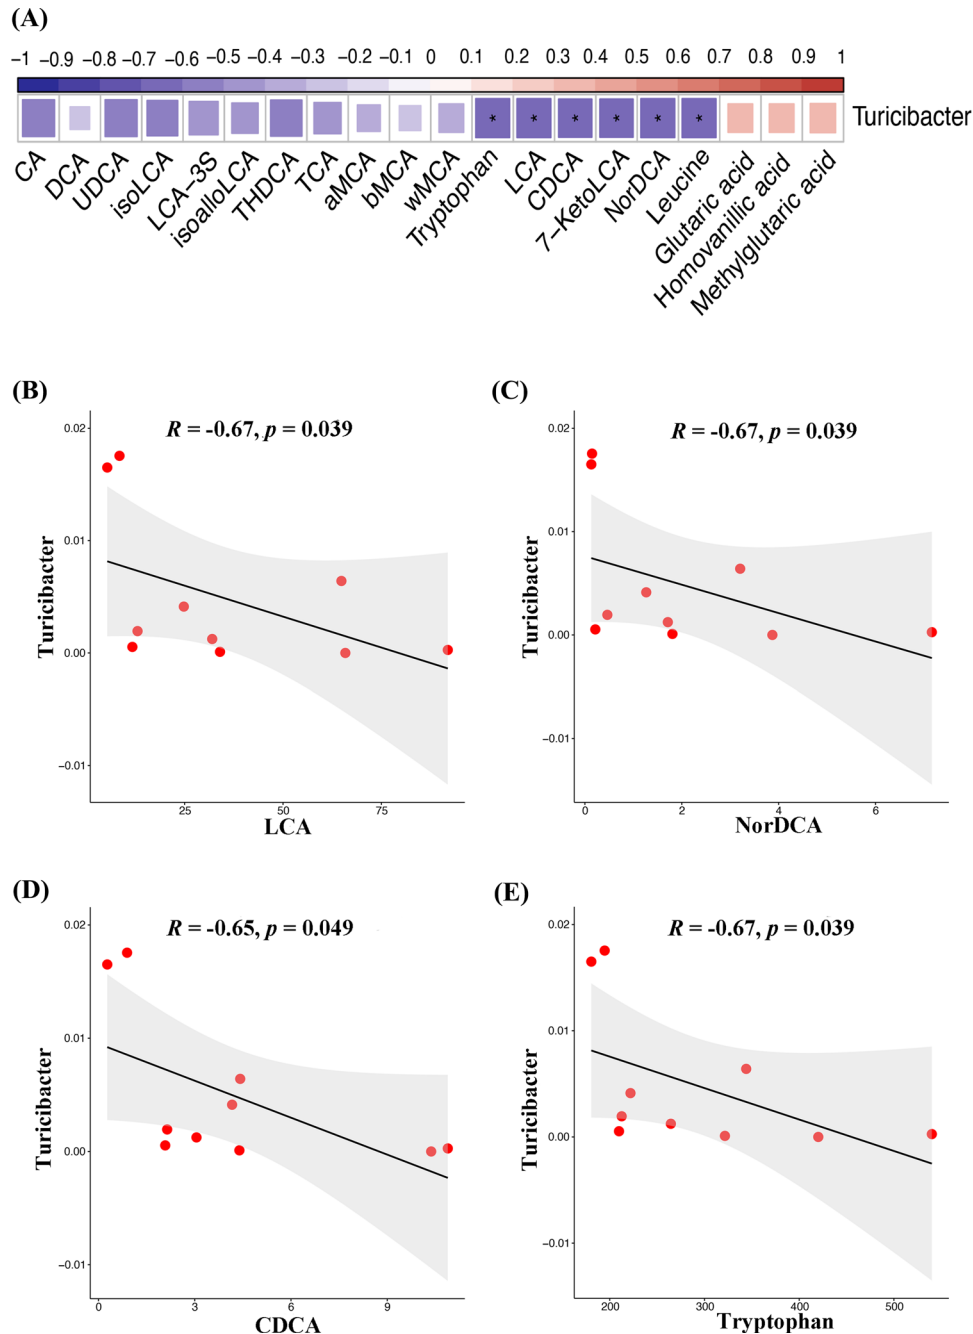 (A)
-1 -0.9 -0.8 -0.7 -0.6 -0.5 -0.4 -0.3 -0.2 -0.1 0 0.1 0.2 0.3 0.4 0.5 0.6 0.7 0.8 0.9 1
* * * * * *
Turicibacter
CA DCA UDCA isoLCA LCA-3S isoalloLCA THDCA TCA aMCA bMCA wMCA Tryptophan LCA CDCA 7-KetoLCA NorDCA Leucine Glutaric acid Homovanillic acid Methylglutaric acid
(B)
R = -0.67, p = 0.039
0.02
0.01
0.00
-0.01
Turicibacter
25 50 75
LCA
(C)
R = -0.67, p = 0.039
0.02
0.01
0.00
-0.01
Turicibacter
0 2 4 6
NorDCA
(D)
R = -0.65, p = 0.049
0.02
0.01
0.00
-0.01
Turicibacter
0 3 6 9
CDCA
(E)
R = -0.67, p = 0.039
0.02
0.01
0.00
-0.01
Turicibacter
200 300 400 500
Tryptophan